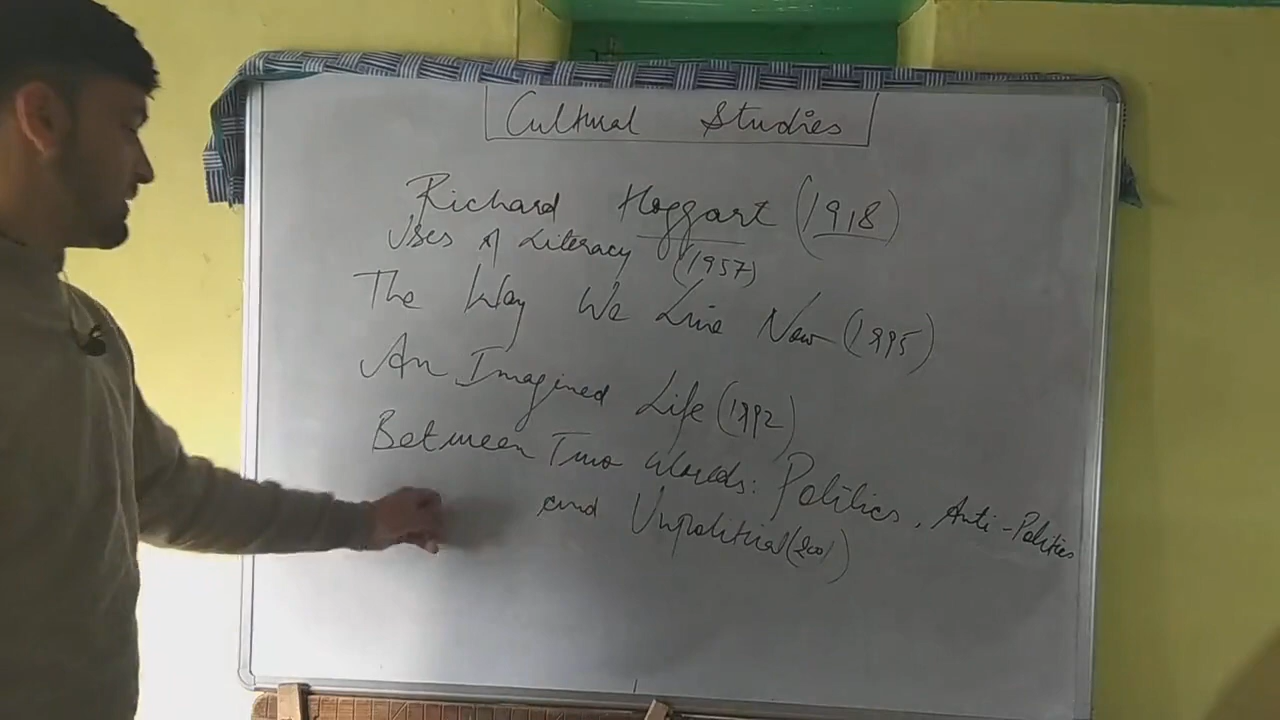 Cultural Studies
Richard Hoggart (1918)
Uses of Literacy (1957)
The Way We Live Now (1995)
An Imagined Life (1992)
Between Two Worlds: Politics, Anti-Politics
and Unpolitical (2001)